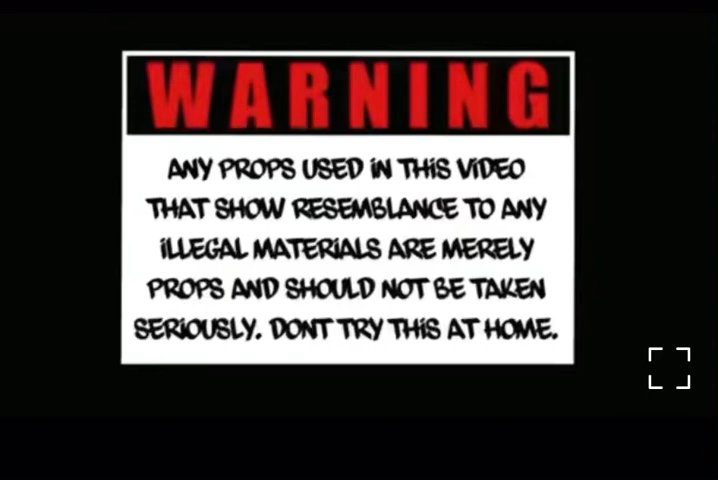 WARNING
ANY PROPS USED iN THiS ViDEO
THAT SHOW RESEMBLANCE TO ANY
iLLEGAL MATERiALS ARE MERELY
PROPS AND SHOULD NOT BE TAKEN
SERiOUSLY. DONT TRY THiS AT HOME.